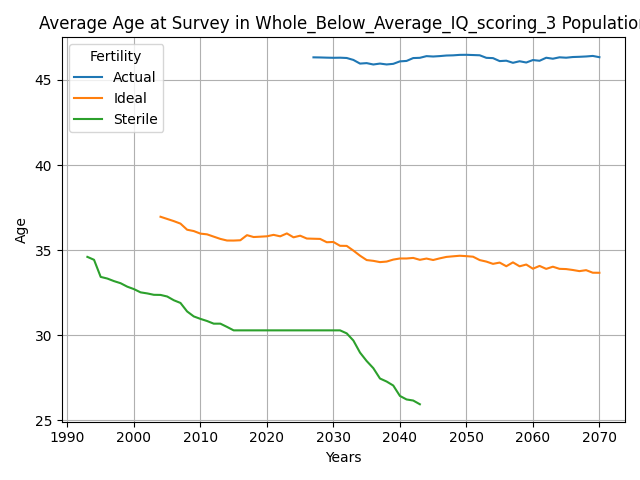 Average Age at Survey in Whole_Below_Average_IQ_scoring_3 Population
Fertility
Actual
Ideal
Sterile
Age
45
40
35
30
25
1990
2000
2010
2020
2030
2040
2050
2060
2070
Years